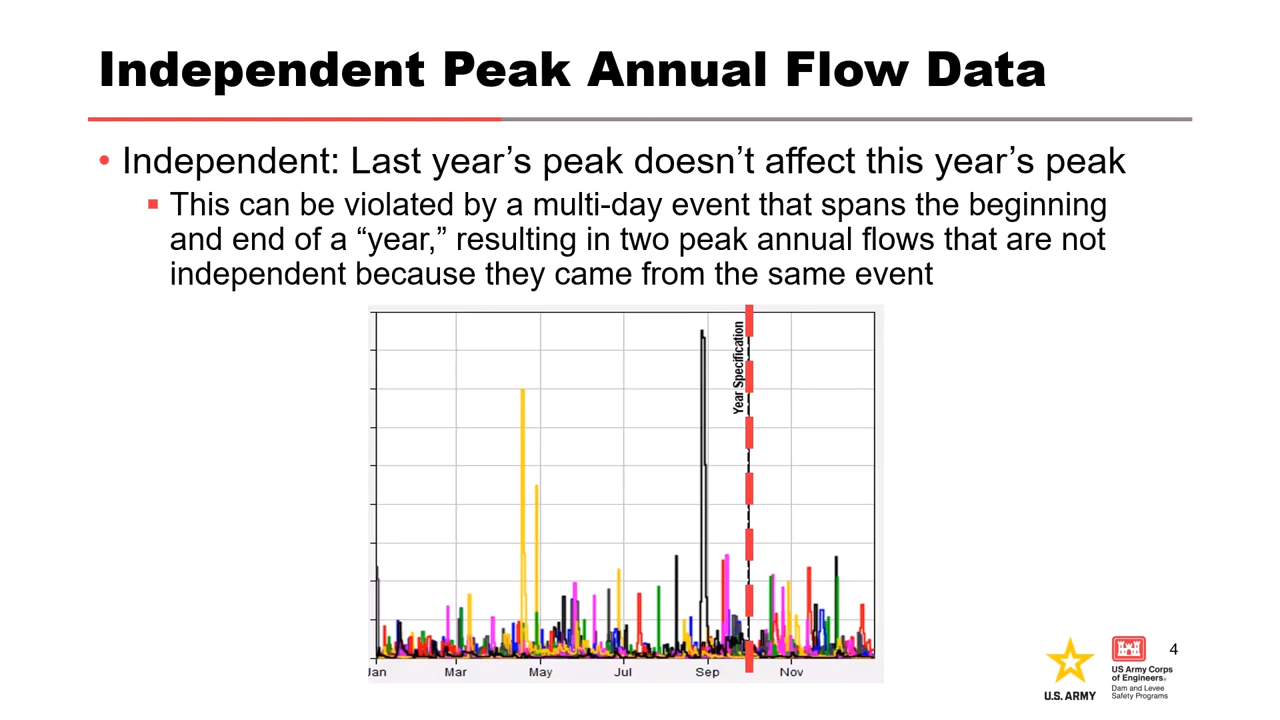 Independent Peak Annual Flow Data
• Independent: Last year’s peak doesn’t affect this year’s peak
▪ This can be violated by a multi-day event that spans the beginning
and end of a “year,” resulting in two peak annual flows that are not
independent because they came from the same event
Year Specification
Jan Mar May Jul Sep Nov
4
U.S. ARMY
US Army Corps
of Engineers®
Dam and Levee
Safety Programs